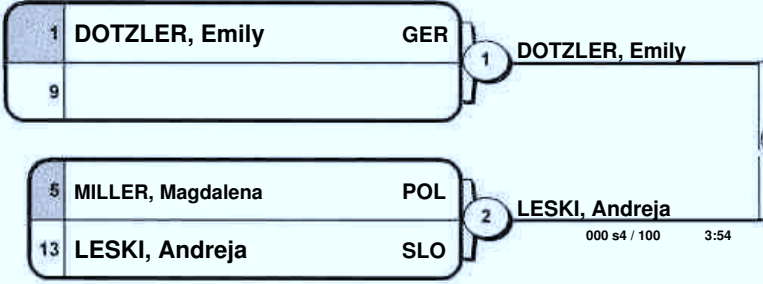 1 DOTZLER, Emily GER
1 DOTZLER, Emily
9
5 MILLER, Magdalena POL
2 LESKI, Andreja
000 s4 / 100 3:54
13 LESKI, Andreja SLO